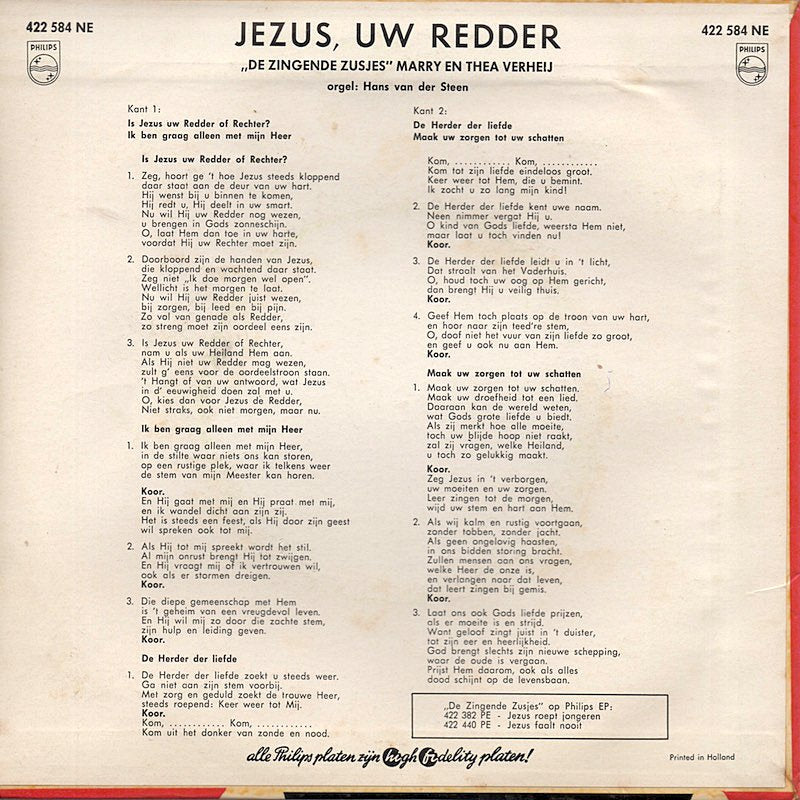 422 584 NE
PHILIPS
JEZUS, UW REDDER
422 584 NE
PHILIPS
„DE ZINGENDE ZUSJES" MARRY EN THEA VERHEIJ
orgel: Hans van der Steen
Kant 1:
Is Jezus uw Redder of Rechter?
Ik ben graag alleen met mijn Heer
Is Jezus uw Redder of Rechter?
1. Zeg, hoort ge 't hoe Jezus steeds kloppend
daar staat aan de deur van uw hart.
Hij wenst bij u binnen te komen,
Hij redt u, Hij deelt in uw smart.
Nu wil Hij uw Redder nog wezen,
u brengen in Gods zonneschijn.
O, laat Hem dan toe in uw harte,
voordat Hij uw Rechter moet zijn.
2. Doorboord zijn de handen van Jezus,
die kloppend en wachtend daar staat.
Zeg niet „Ik doe morgen wel open".
Wellicht is het morgen te laat.
Nu wil Hij uw Redder juist wezen,
bij zorgen, bij leed en bij pijn.
Zo vol van genade als Redder,
zo streng moet zijn oordeel eens zijn.
3. Is Jezus uw Redder of Rechter,
nam u als uw Heiland Hem aan.
Als Hij niet uw Redder mag wezen,
zult g' eens voor de oordeelstroon staan.
't Hangt af van uw antwoord, wat Jezus
in d' eeuwigheid doen zal met u.
O, kies dan voor Jezus de Redder,
Niet straks, ook niet morgen, maar nu.
Ik ben graag alleen met mijn Heer
1. Ik ben graag alleen met mijn Heer,
in de stilte waar niets ons kan storen,
op een rustige plek, waar ik telkens weer
de stem van mijn Meester kan horen.
Koor.
En Hij gaat met mij en Hij praat met mij,
en ik wandel dicht aan zijn zij.
Het is steeds een feest, als Hij door zijn geest
wil spreken ook tot mij.
2. Als Hij tot mij spreekt wordt het stil.
Al mijn onrust brengt Hij tot zwijgen.
En Hij vraagt mij of ik vertrouwen wil,
ook als er stormen dreigen.
Koor.
3. Die diepe gemeenschap met Hem
is 't geheim van een vreugdevol leven.
En Hij wil mij zo door die zachte stem,
zijn hulp en leiding geven.
Koor.
De Herder der liefde
1. De Herder der liefde zoekt u steeds weer.
Ga niet aan zijn stem voorbij.
Met zorg en geduld zoekt de trouwe Heer,
steeds roepend: Keer weer tot Mij.
Koor.
Kom, ............ Kom, ............
Kom uit het donker van zonde en nood.
Kant 2:
De Herder der liefde
Maak uw zorgen tot uw schatten
Kom, ............ Kom, ............
Kom tot zijn liefde eindeloos groot.
Keer weer tot Hem, die u bemint.
Ik zocht u zo lang mijn kind!
2. De Herder der liefde kent uwe naam.
Neen nimmer vergat Hij u.
O kind van Gods liefde, weersta Hem niet,
maar laat u toch vinden nu!
Koor.
3. De Herder der liefde leidt u in 't licht,
Dat straalt van het Vaderhuis.
O, houd toch uw oog op Hem gericht,
dan brengt Hij u veilig thuis.
Koor.
4. Geef Hem toch plaats op de troon van uw hart,
en hoor naar zijn teed're stem,
O, doof niet het vuur van zijn liefde zo groot,
en geef u ook nu aan Hem.
Koor.
Maak uw zorgen tot uw schatten
1. Maak uw zorgen tot uw schatten.
Maak uw droefheid tot een lied.
Daaraan kan de wereld weten,
wat Gods grote liefde u biedt.
Als zij merkt hoe alle moeite,
toch uw blijde hoop niet raakt,
zal zij vragen, welke Heiland,
u toch zo gelukkig maakt.
Koor.
Zeg Jezus in 't verborgen,
uw moeiten en uw zorgen.
Leer zingen tot de morgen,
wijd uw stem en hart aan Hem.
2. Als wij kalm en rustig voortgaan,
zonder tobben, zonder jacht.
Als geen ongelovig haasten,
in ons bidden storing bracht.
Zullen mensen aan ons vragen,
welke Heer de onze is,
en verlangen naar dat leven,
dat leert zingen bij gemis.
Koor.
3. Laat ons ook Gods liefde prijzen,
als er moeite is en strijd.
Want geloof zingt juist in 't duister,
tot zijn eer en heerlijkheid.
God brengt slechts zijn nieuwe schepping,
waar de oude is vergaan.
Prijst Hem daarom, ook als alles
dood schijnt op de levensbaan.
„De Zingende Zusjes" op Philips EP:
422 382 PE - Jezus roept jongeren
422 440 PE - Jezus faalt nooit
alle Philips platen zijn high fidelity platen!
Printed in Holland